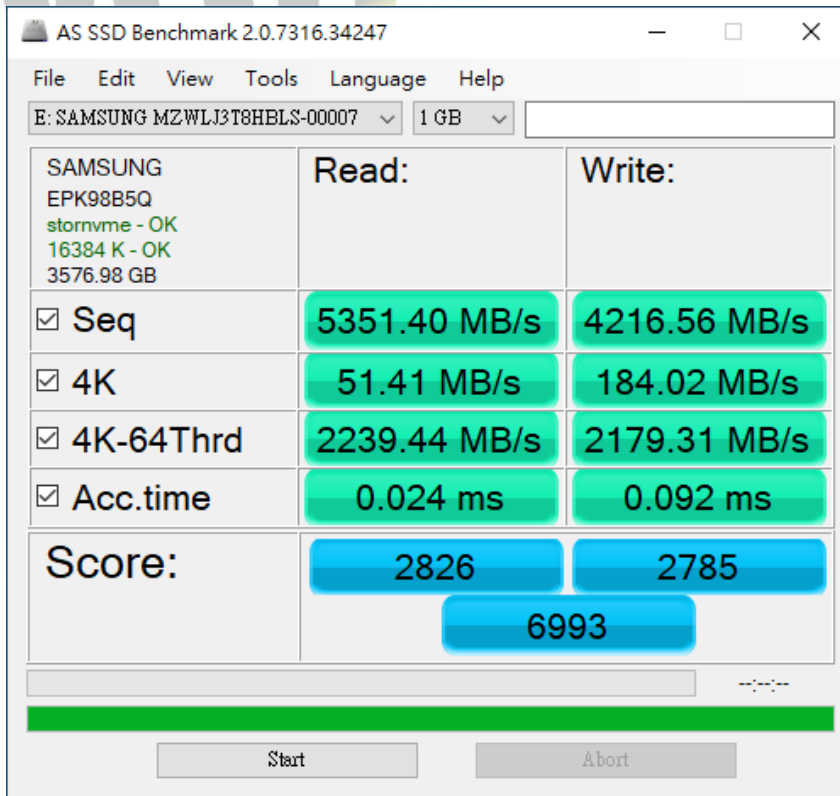 AS SSD Benchmark 2.0.7316.34247
File Edit View Tools Language Help
E: SAMSUNG MZWLJ3T8HBLS-00007 1 GB
SAMSUNG
EPK98B5Q
stornvme - OK
16384 K - OK
3576.98 GB
Read: Write:
Seq 5351.40 MB/s 4216.56 MB/s
4K 51.41 MB/s 184.02 MB/s
4K-64Thrd 2239.44 MB/s 2179.31 MB/s
Acc.time 0.024 ms 0.092 ms
Score: 2826 2785
6993
--:--:--
Start Abort